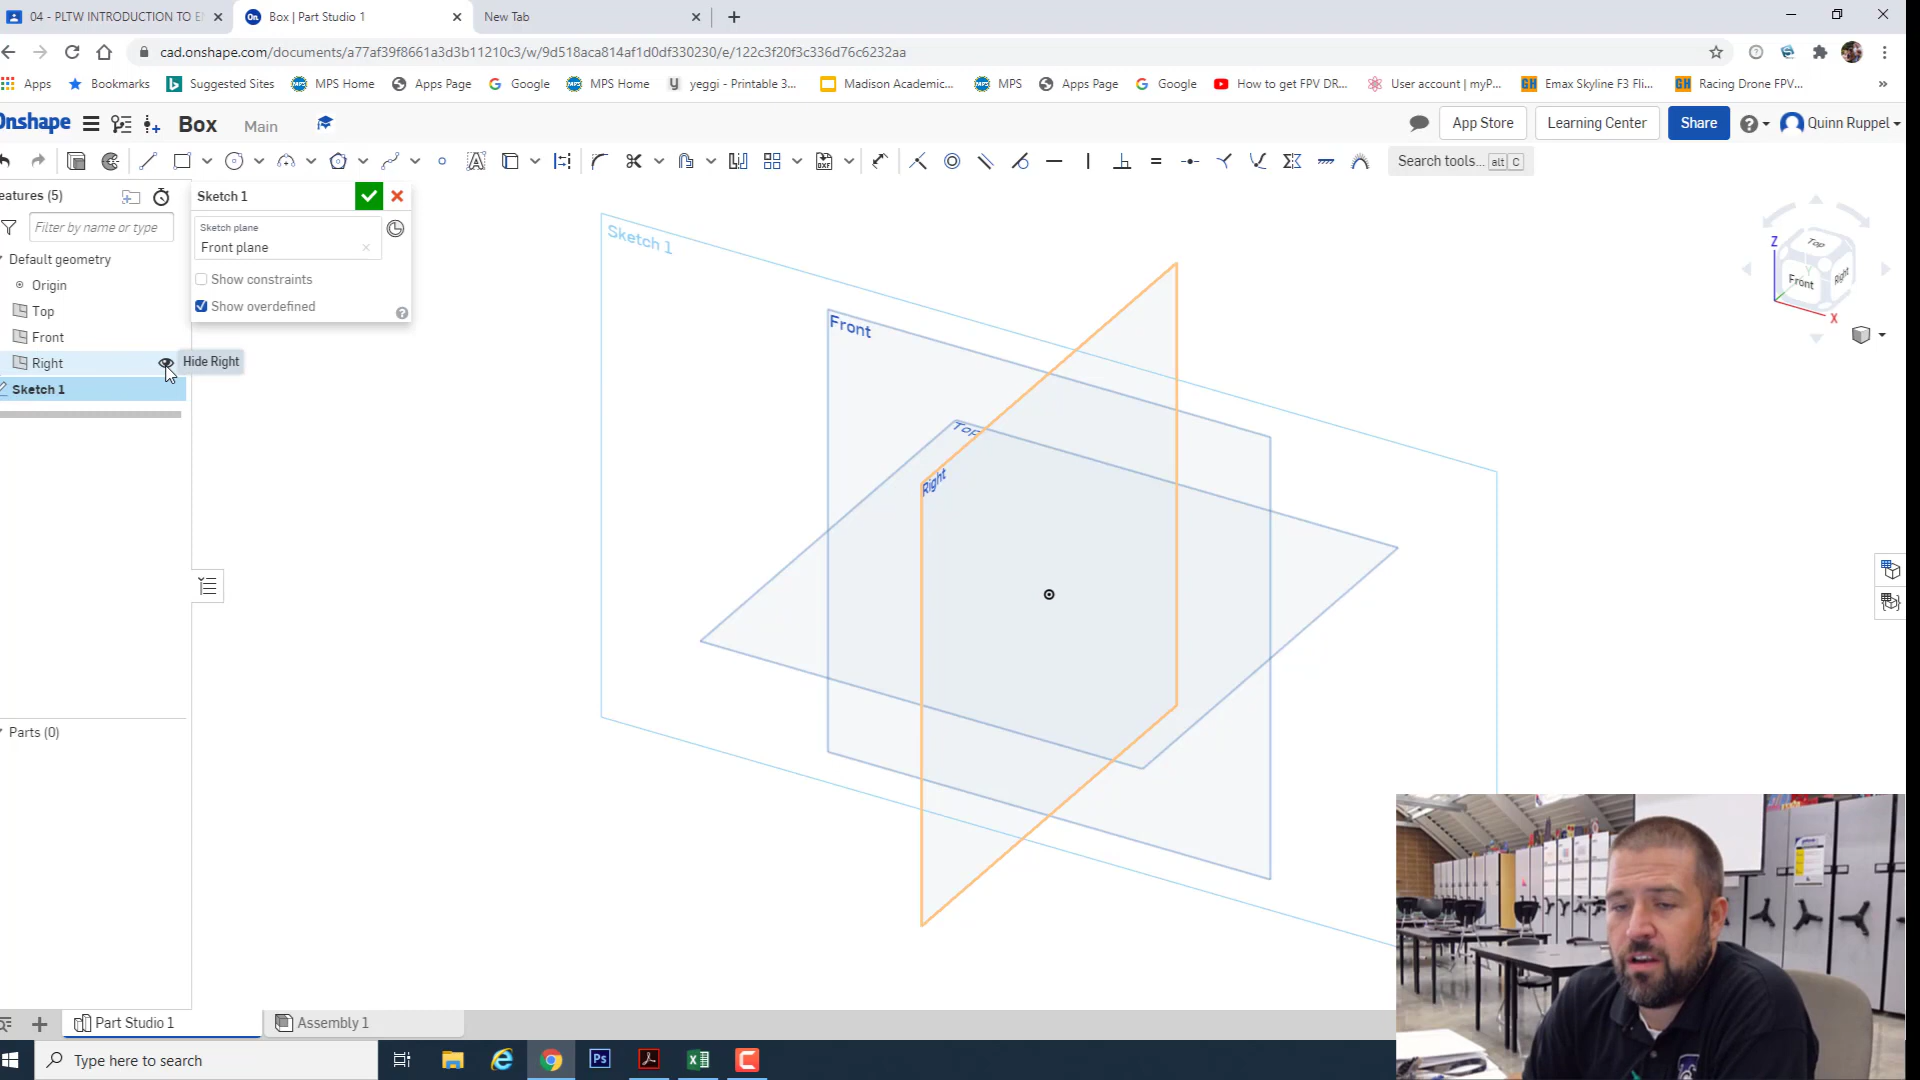 04 - PLTW INTRODUCTION TO E
Box | Part Studio 1
New Tab
cad.onshape.com/documents/a77af39f8661a3d3b11210c3/w/9d518aca814af1d0df330230/e/122c3f20f3c336d76c6232aa
Apps
Bookmarks
Suggested Sites
MPS Home
Apps Page
Google
MPS Home
yeggi - Printable 3...
Madison Academic...
MPS
Apps Page
Google
How to get FPV DR...
User account | myP...
Emax Skyline F3 Fli...
Racing Drone FPV...
Onshape
Box
Main
App Store
Learning Center
Share
Quinn Ruppel
Search tools... alt C
eatures (5)
Sketch 1
Filter by name or type
Sketch plane
Front plane
Show constraints
Show overdefined
Default geometry
Origin
Top
Front
Right
Hide Right
Sketch 1
Parts (0)
Sketch 1
Front
Top
Right
Z
Top
Y
Front
Right
X
Part Studio 1
Assembly 1
Type here to search